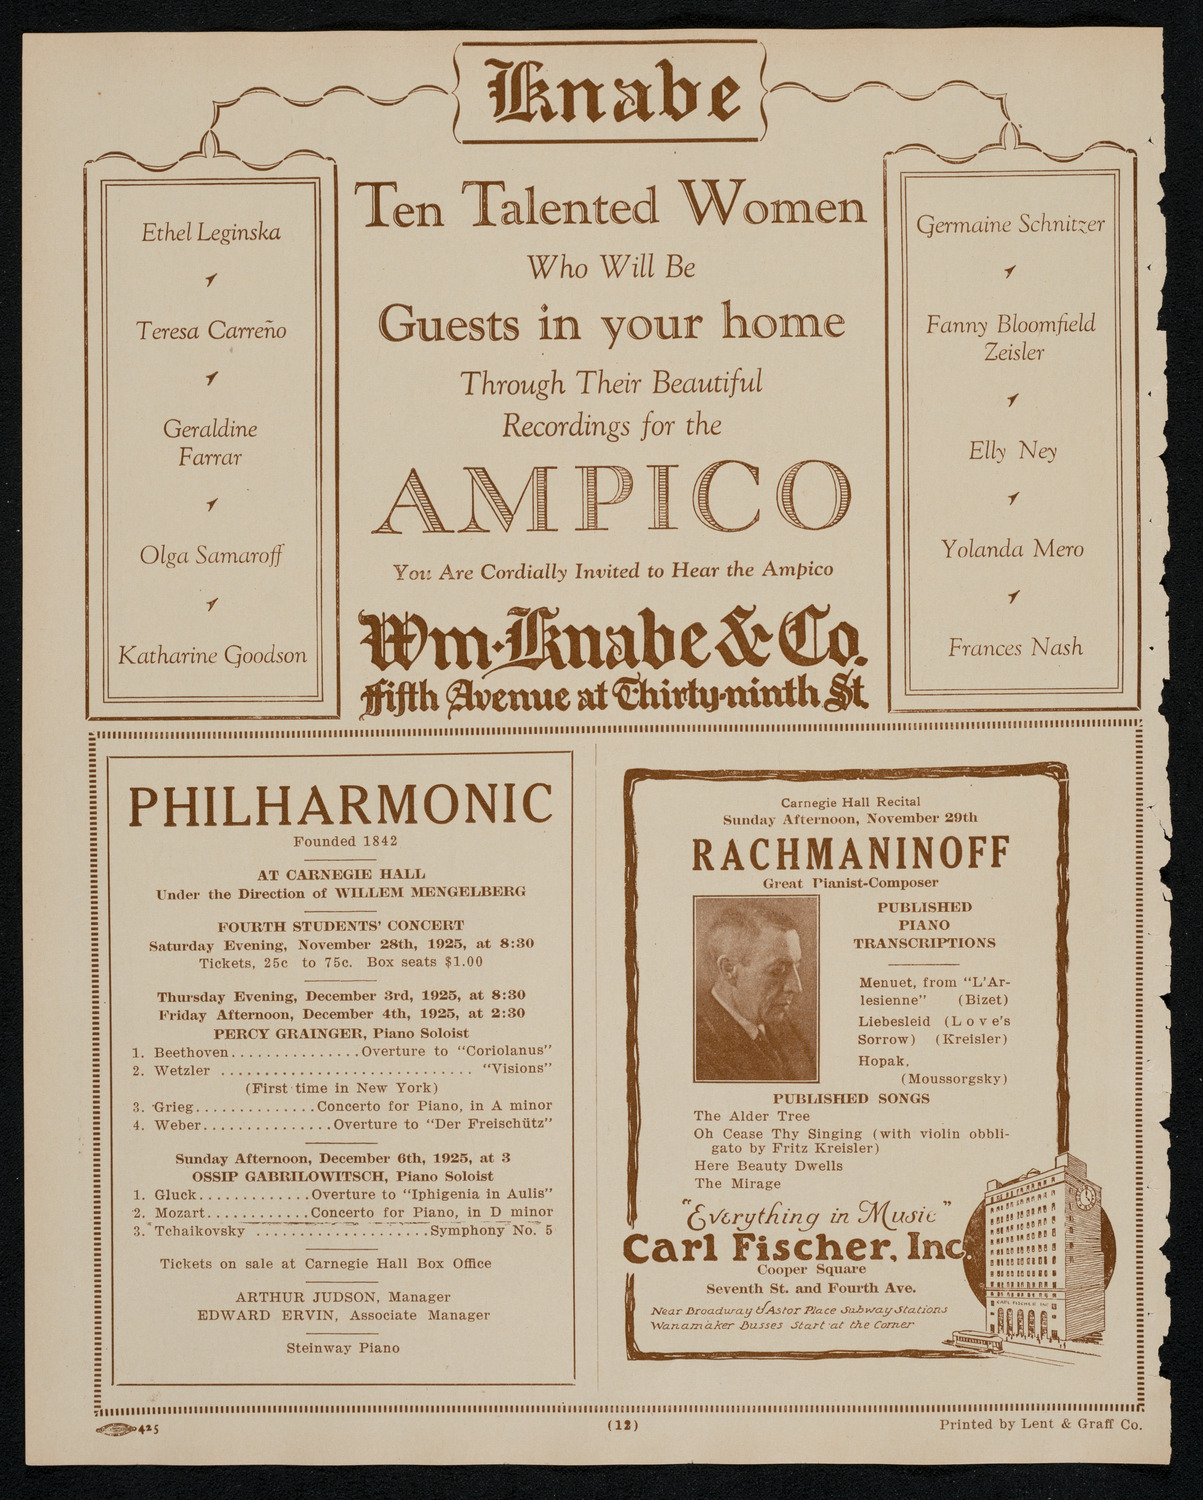 Knabe
Ethel Leginska
Teresa Carreño
Geraldine
Farrar
Olga Samaroff
Katharine Goodson
Ten Talented Women
Who Will Be
Guests in your home
Through Their Beautiful
Recordings for the
AMPICO
You Are Cordially Invited to Hear the Ampico
Wm. Knabe & Co.
Fifth Avenue at Thirty-ninth St.
Germaine Schnitzer
Fanny Bloomfield
Zeisler
Elly Ney
Yolanda Mero
Frances Nash
PHILHARMONIC
Founded 1842
AT CARNEGIE HALL
Under the Direction of WILLEM MENGELBERG
FOURTH STUDENTS' CONCERT
Saturday Evening, November 28th, 1925, at 8:30
Tickets, 25c to 75c. Box seats $1.00
Thursday Evening, December 3rd, 1925, at 8:30
Friday Afternoon, December 4th, 1925, at 2:30
PERCY GRAINGER, Piano Soloist
1. Beethoven...............Overture to "Coriolanus"
2. Wetzler ............................ "Visions"
(First time in New York)
3. Grieg..............Concerto for Piano, in A minor
4. Weber...............Overture to "Der Freischütz"
Sunday Afternoon, December 6th, 1925, at 3
OSSIP GABRILOWITSCH, Piano Soloist
1. Gluck.............Overture to "Iphigenia in Aulis"
2. Mozart............Concerto for Piano, in D minor
3. Tchaikovsky ....................Symphony No. 5
Tickets on sale at Carnegie Hall Box Office
ARTHUR JUDSON, Manager
EDWARD ERVIN, Associate Manager
Steinway Piano
Carnegie Hall Recital
Sunday Afternoon, November 29th
RACHMANINOFF
Great Pianist-Composer
PUBLISHED
PIANO
TRANSCRIPTIONS
Menuet, from "L'Ar-
lesienne" (Bizet)
Liebesleid (Love's
Sorrow) (Kreisler)
Hopak,
(Moussorgsky)
PUBLISHED SONGS
The Alder Tree
Oh Cease Thy Singing (with violin obbli-
gato by Fritz Kreisler)
Here Beauty Dwells
The Mirage
"Everything in Music"
Carl Fischer, Inc.
Cooper Square
Seventh St. and Fourth Ave.
Near Broadway & Astor Place Subway Stations
Wanamaker Busses Start at the Corner
CARL FISCHER INC
425
(12)
Printed by Lent & Graff Co.